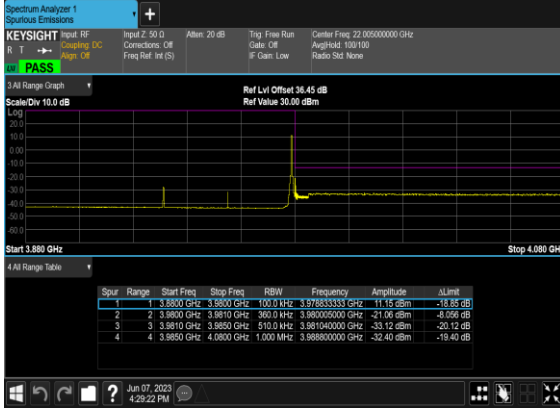 Spectrum Analyzer 1
Spurious Emissions
+
KEYSIGHT Input: RF Input Z: 50 Ω Atten: 20 dB Trig: Free Run Center Freq: 22.005000000 GHz
R T Coupling: DC Corrections: Off Gate: Off Avg|Hold: 100/100
Align: Off Freq Ref: Int (S) IF Gain: Low Radio Std: None
PASS
3 All Range Graph
Ref Lvl Offset 36.45 dB
Scale/Div 10.0 dB Ref Value 30.00 dBm
Log
20.0
10.0
0.00
-10.0
-20.0
-30.0
-40.0
-50.0
-60.0
Start 3.880 GHz Stop 4.080 GH
4 All Range Table
Spur Range Start Freq Stop Freq RBW Frequency Amplitude ΔLimit
1 1 3.8800 GHz 3.9800 GHz 100.0 kHz 3.978833333 GHz 11.15 dBm -18.85 dB
2 2 3.9800 GHz 3.9810 GHz 360.0 kHz 3.980005000 GHz -21.06 dBm -8.056 dB
3 3 3.9810 GHz 3.9850 GHz 510.0 kHz 3.981040000 GHz -33.12 dBm -20.12 dB
4 4 3.9850 GHz 4.0800 GHz 1.000 MHz 3.988800000 GHz -32.40 dBm -19.40 dB
? Jun 07, 2023
4:29:22 PM